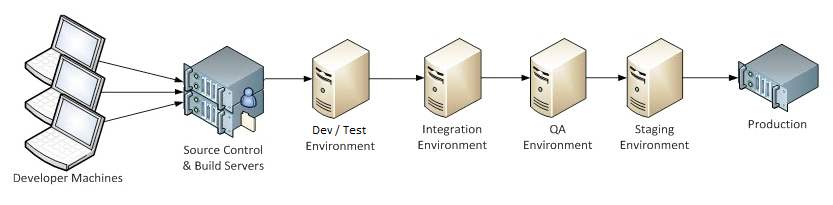 Developer Machines
Source Control
& Build Servers
Dev / Test
Environment
Integration
Environment
QA
Environment
Staging
Environment
Production